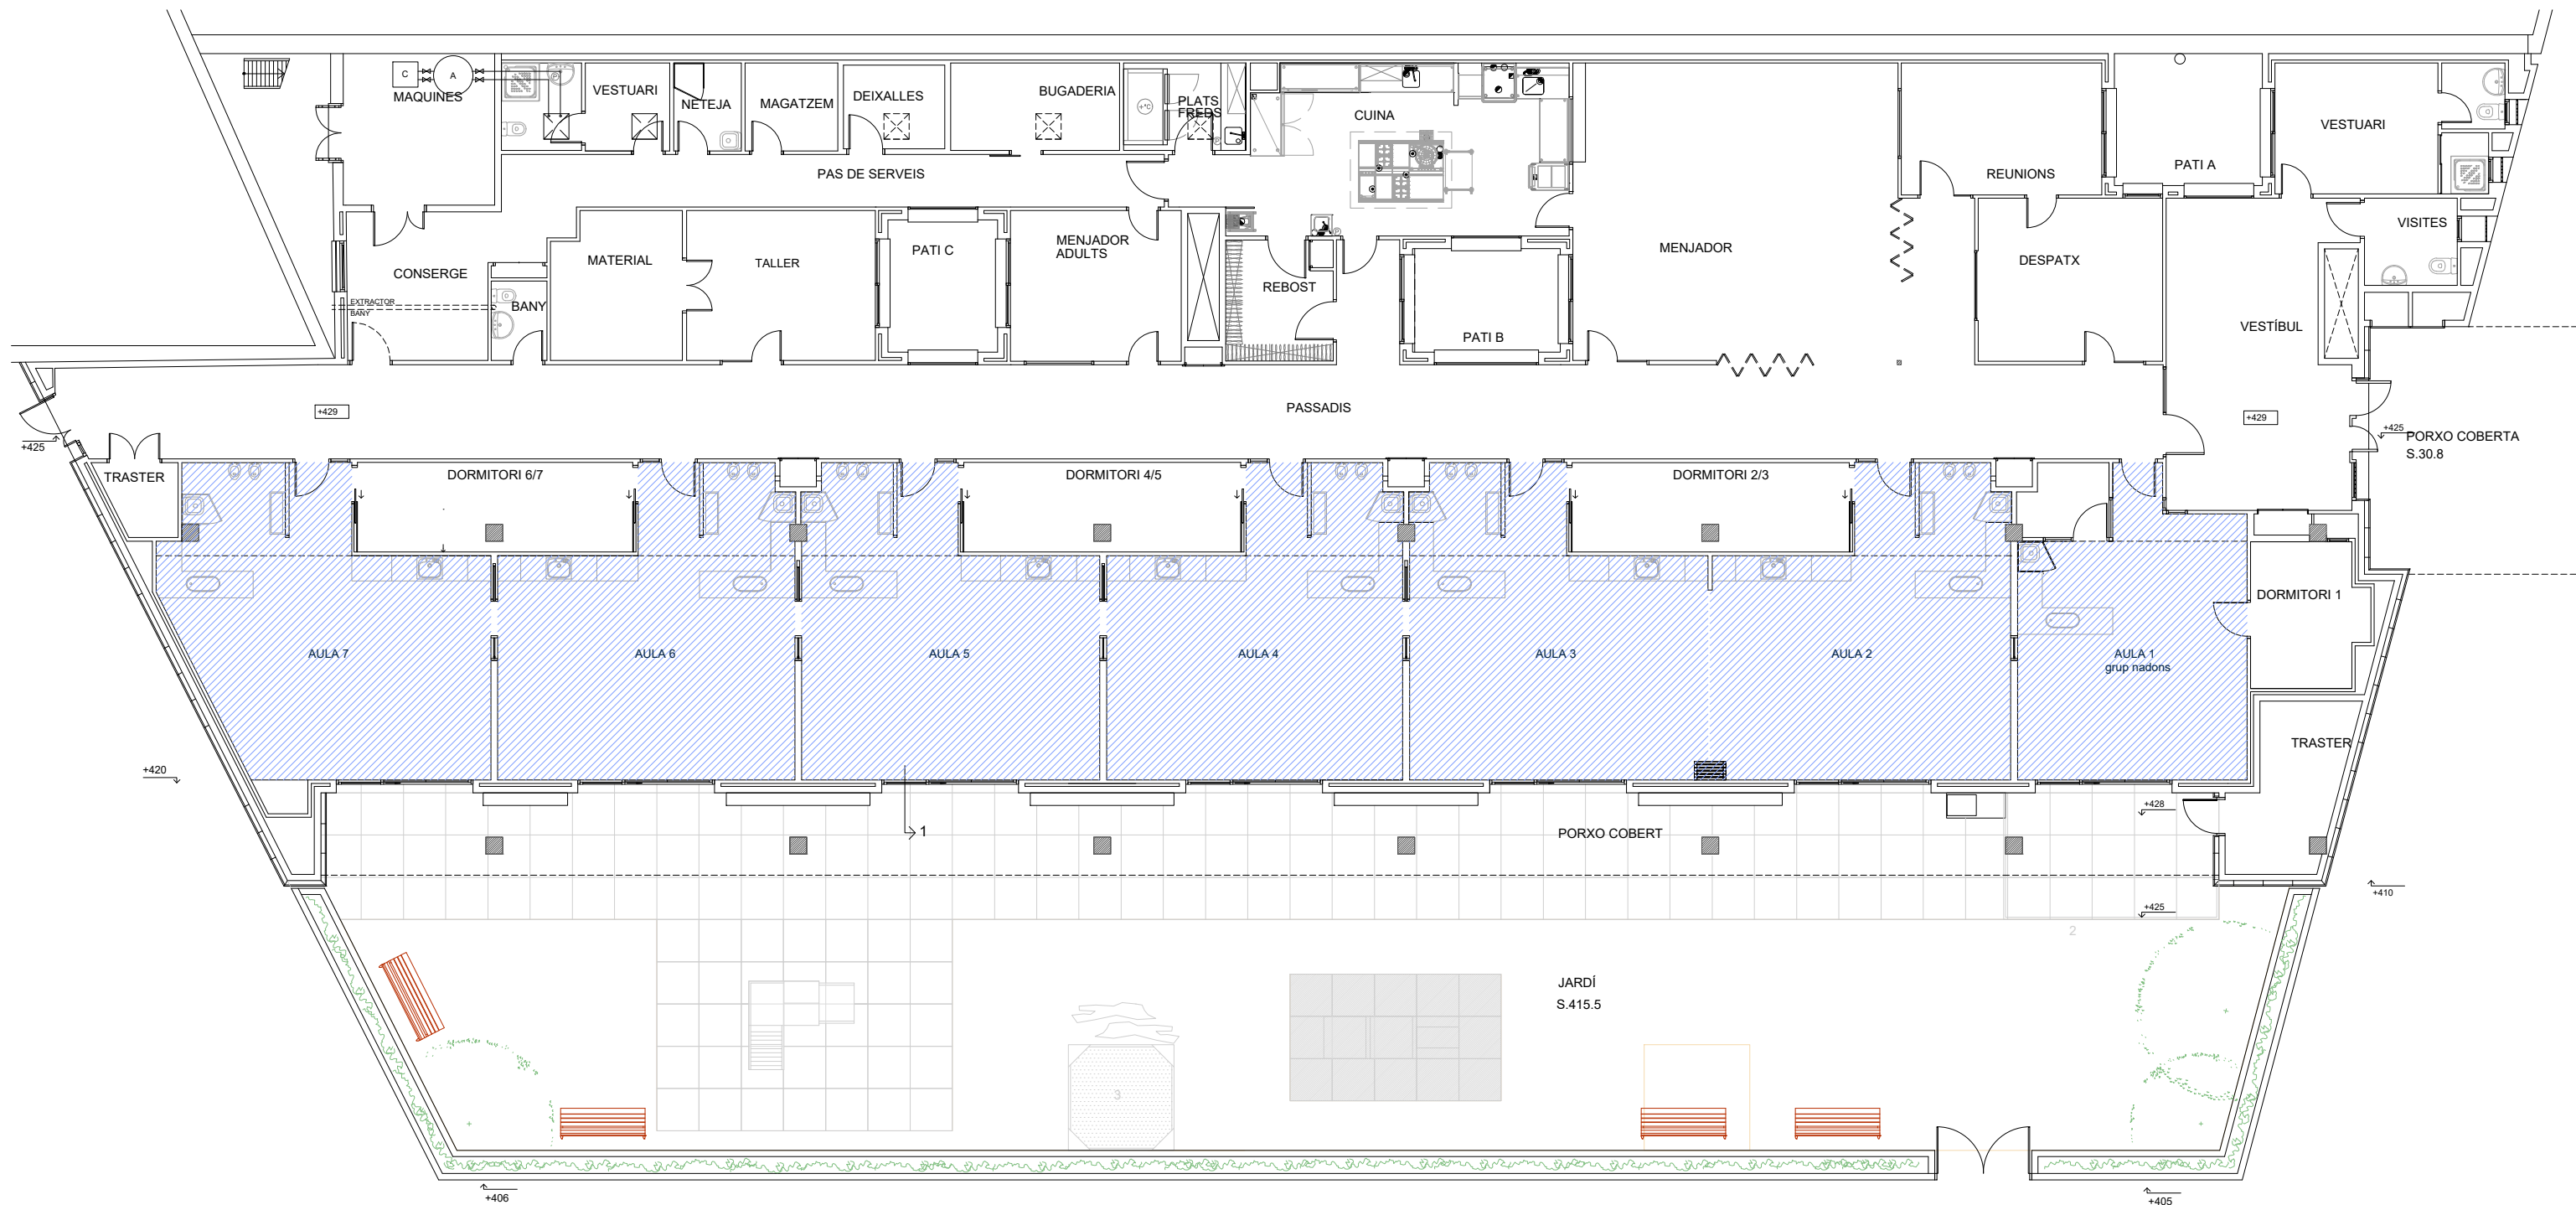 C
A
MAQUINES
P
VESTUARI
NETEJA
MAGATZEM
DEIXALLES
BUGADERIA
+°C
PLATS
FREDS
CUINA
REUNIONS
PATI A
VESTUARI
PAS DE SERVEIS
VISITES
CONSERGE
MATERIAL
TALLER
PATI C
MENJADOR
ADULTS
MENJADOR
DESPATX
EXTRACTOR
BANY
BANY
REBOST
PATI B
VESTÍBUL
+429
PASSADIS
+429
+425
+425
PORXO COBERTA
S.30.8
TRASTER
DORMITORI 6/7
DORMITORI 4/5
DORMITORI 2/3
DORMITORI 1
AULA 7
AULA 6
AULA 5
AULA 4
AULA 3
AULA 2
AULA 1
grup nadons
TRASTER
+420
+428
1
PORXO COBERT
+410
+425
2
JARDÍ
S.415.5
3
+406
+405